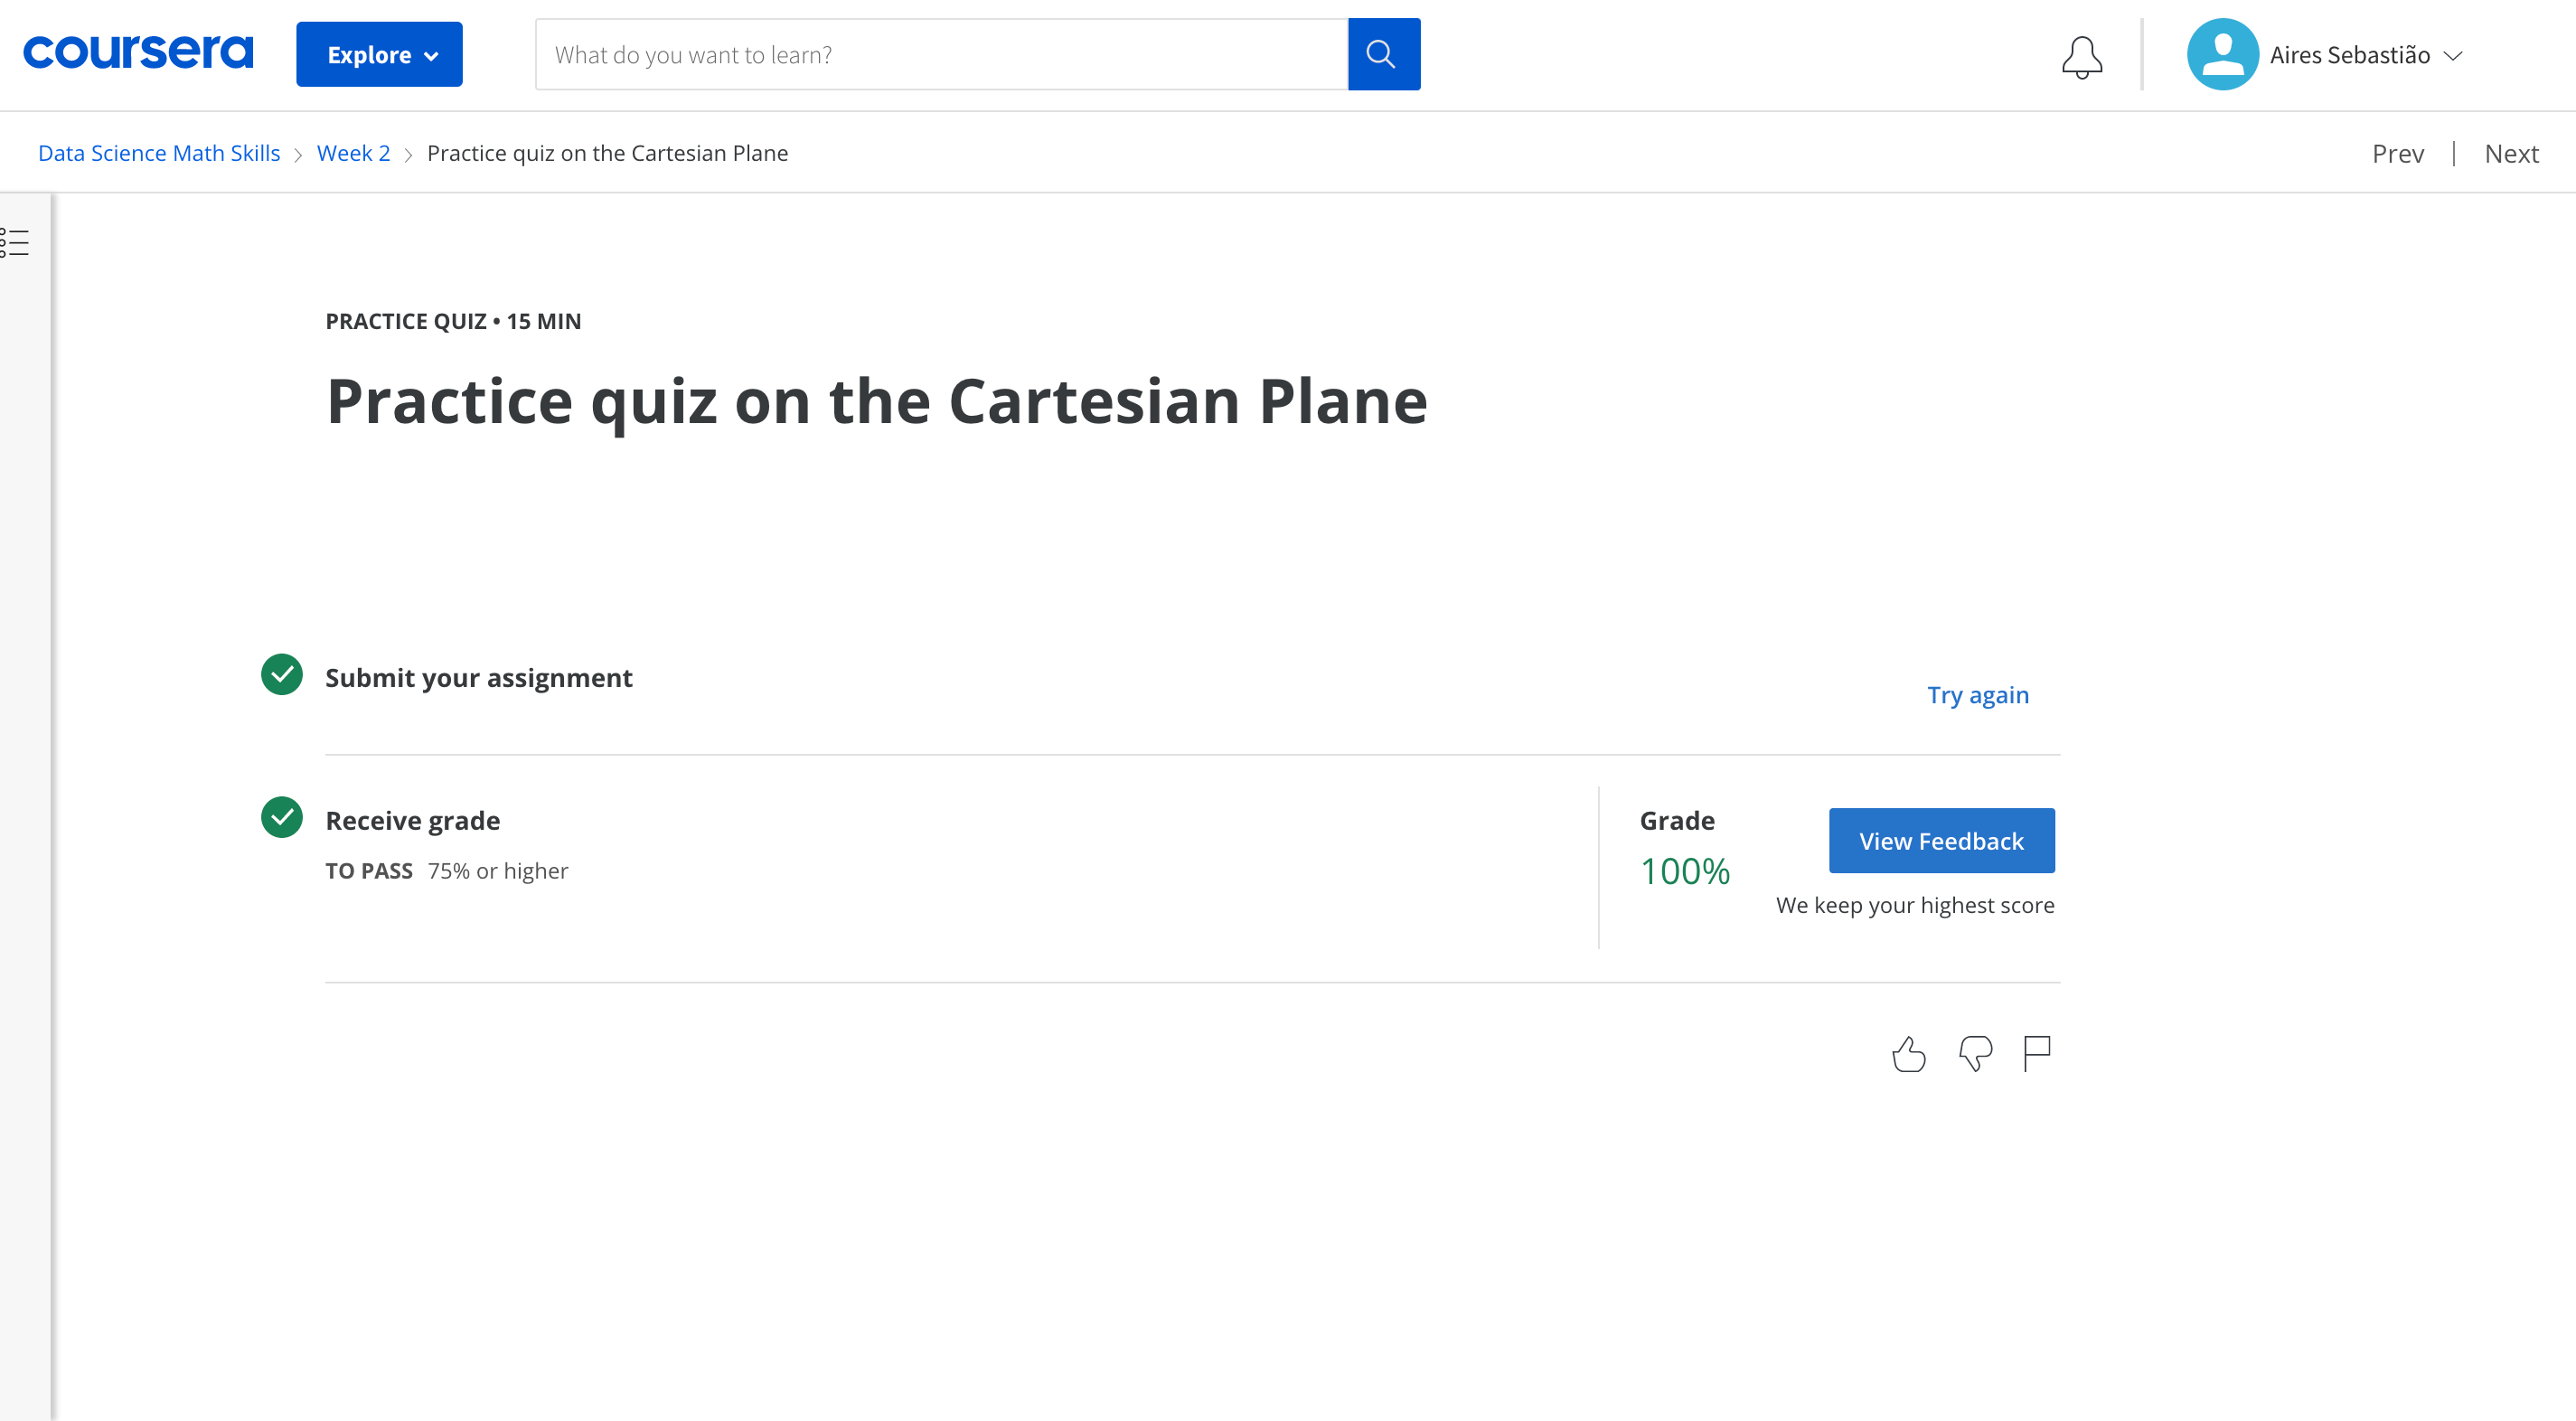 coursera
Explore
What do you want to learn?
Aires Sebastião
Data Science Math Skills
Week 2
Practice quiz on the Cartesian Plane
Prev
Next
PRACTICE QUIZ • 15 MIN
Practice quiz on the Cartesian Plane
Submit your assignment
Try again
Receive grade
TO PASS 75% or higher
Grade
100%
View Feedback
We keep your highest score